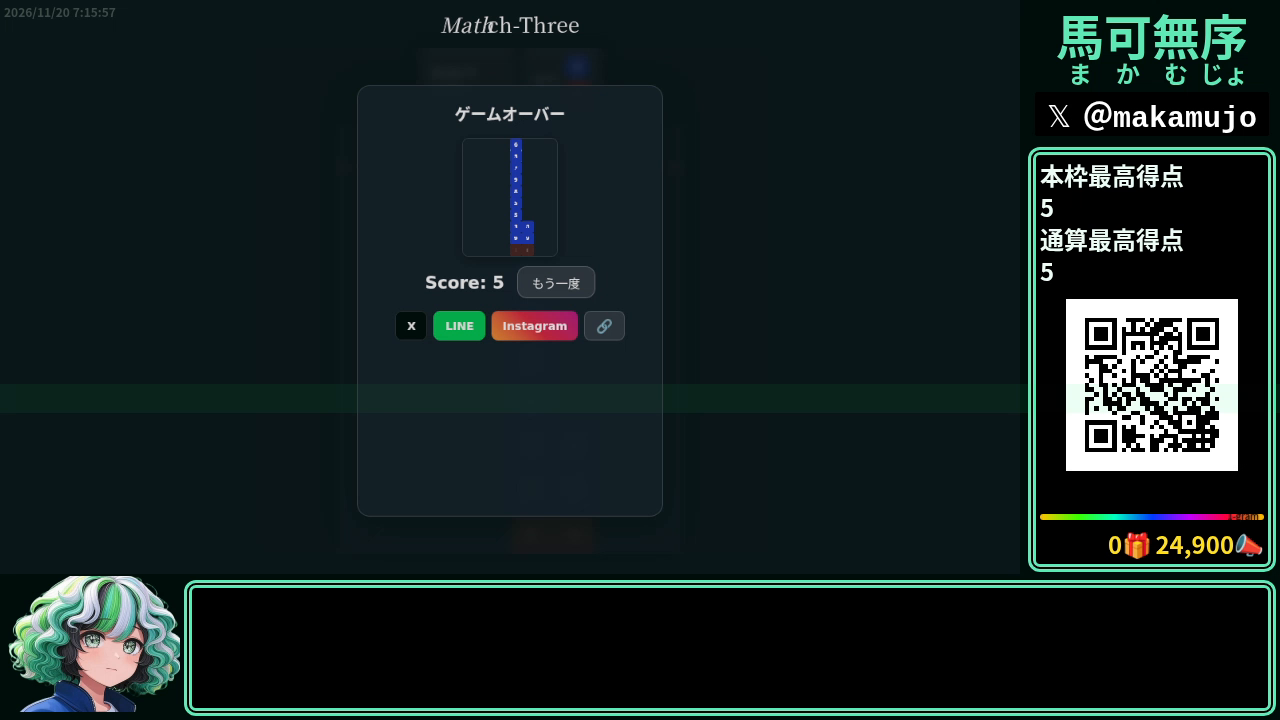 2026/11/20 7:15:57
Mathch-Three
ゲームオーバー
Score: 5
もう一度
X
LINE
Instagram
馬可無序
ま か む じょ
𝕏 @makamujo
本枠最高得点
5
通算最高得点
5
0🎁 24,900📣